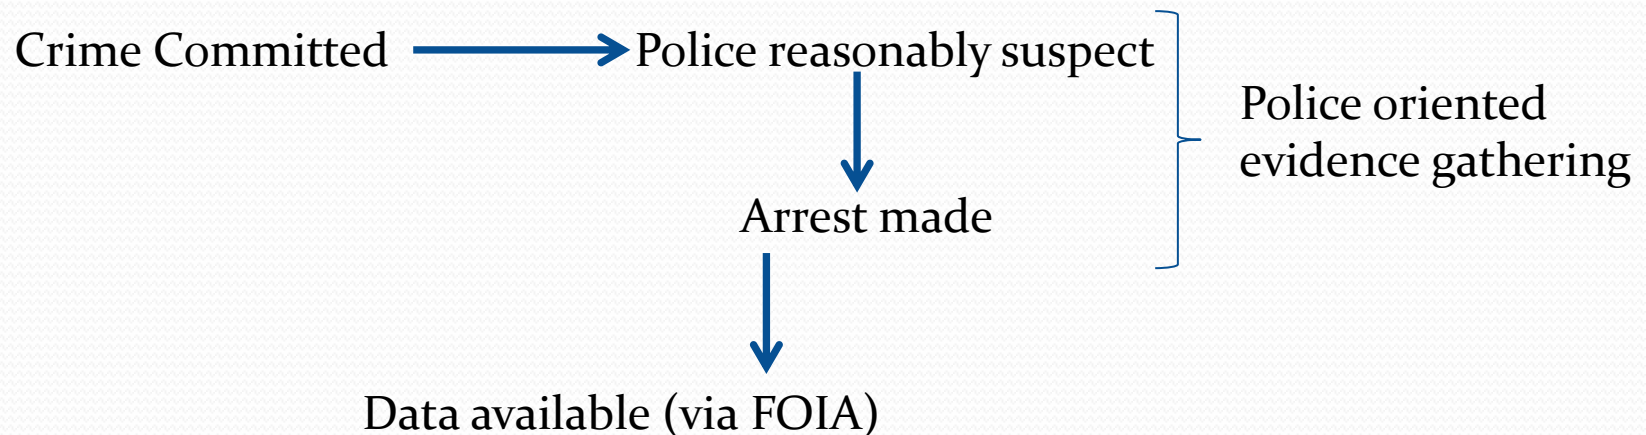 Crime Committed
Police reasonably suspect
Police oriented
evidence gathering
Arrest made
Data available (via FOIA)